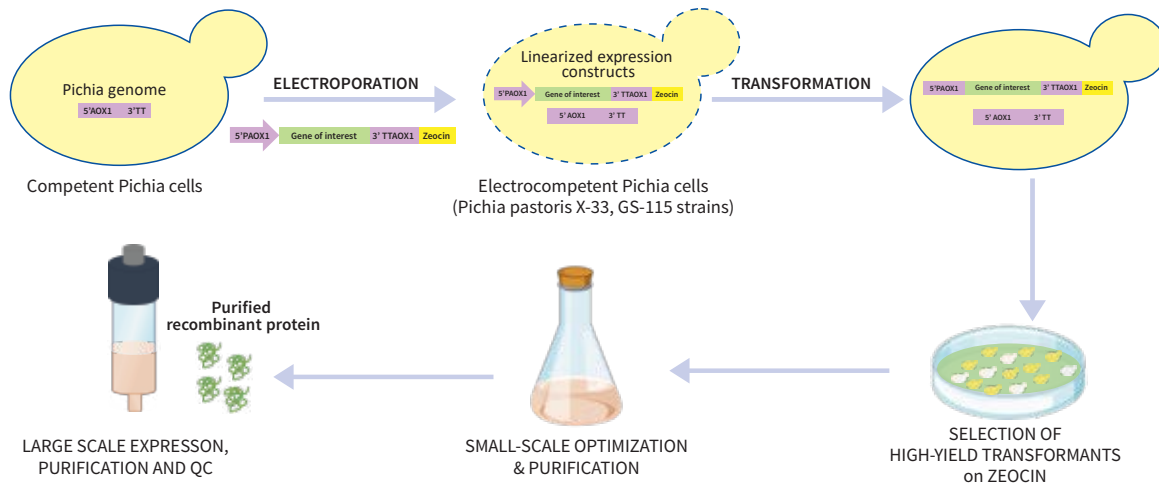 Pichia genome
5'AOX1 3'TT
Competent Pichia cells
ELECTROPORATION
5'PAOX1 Gene of interest 3' TTAOX1 Zeocin
Linearized expression
constructs
5'PAOX1 Gene of interest 3' TTAOX1 Zeocin
5' AOX1 3' TT
Electrocompetent Pichia cells
(Pichia pastoris X-33, GS-115 strains)
TRANSFORMATION
5'PAOX1 Gene of interest 3' TTAOX1 Zeocin
5' AOX1 3' TT
Purified
recombinant protein
LARGE SCALE EXPRESSON,
PURIFICATION AND QC
SMALL-SCALE OPTIMIZATION
& PURIFICATION
SELECTION OF
HIGH-YIELD TRANSFORMANTS
on ZEOCIN